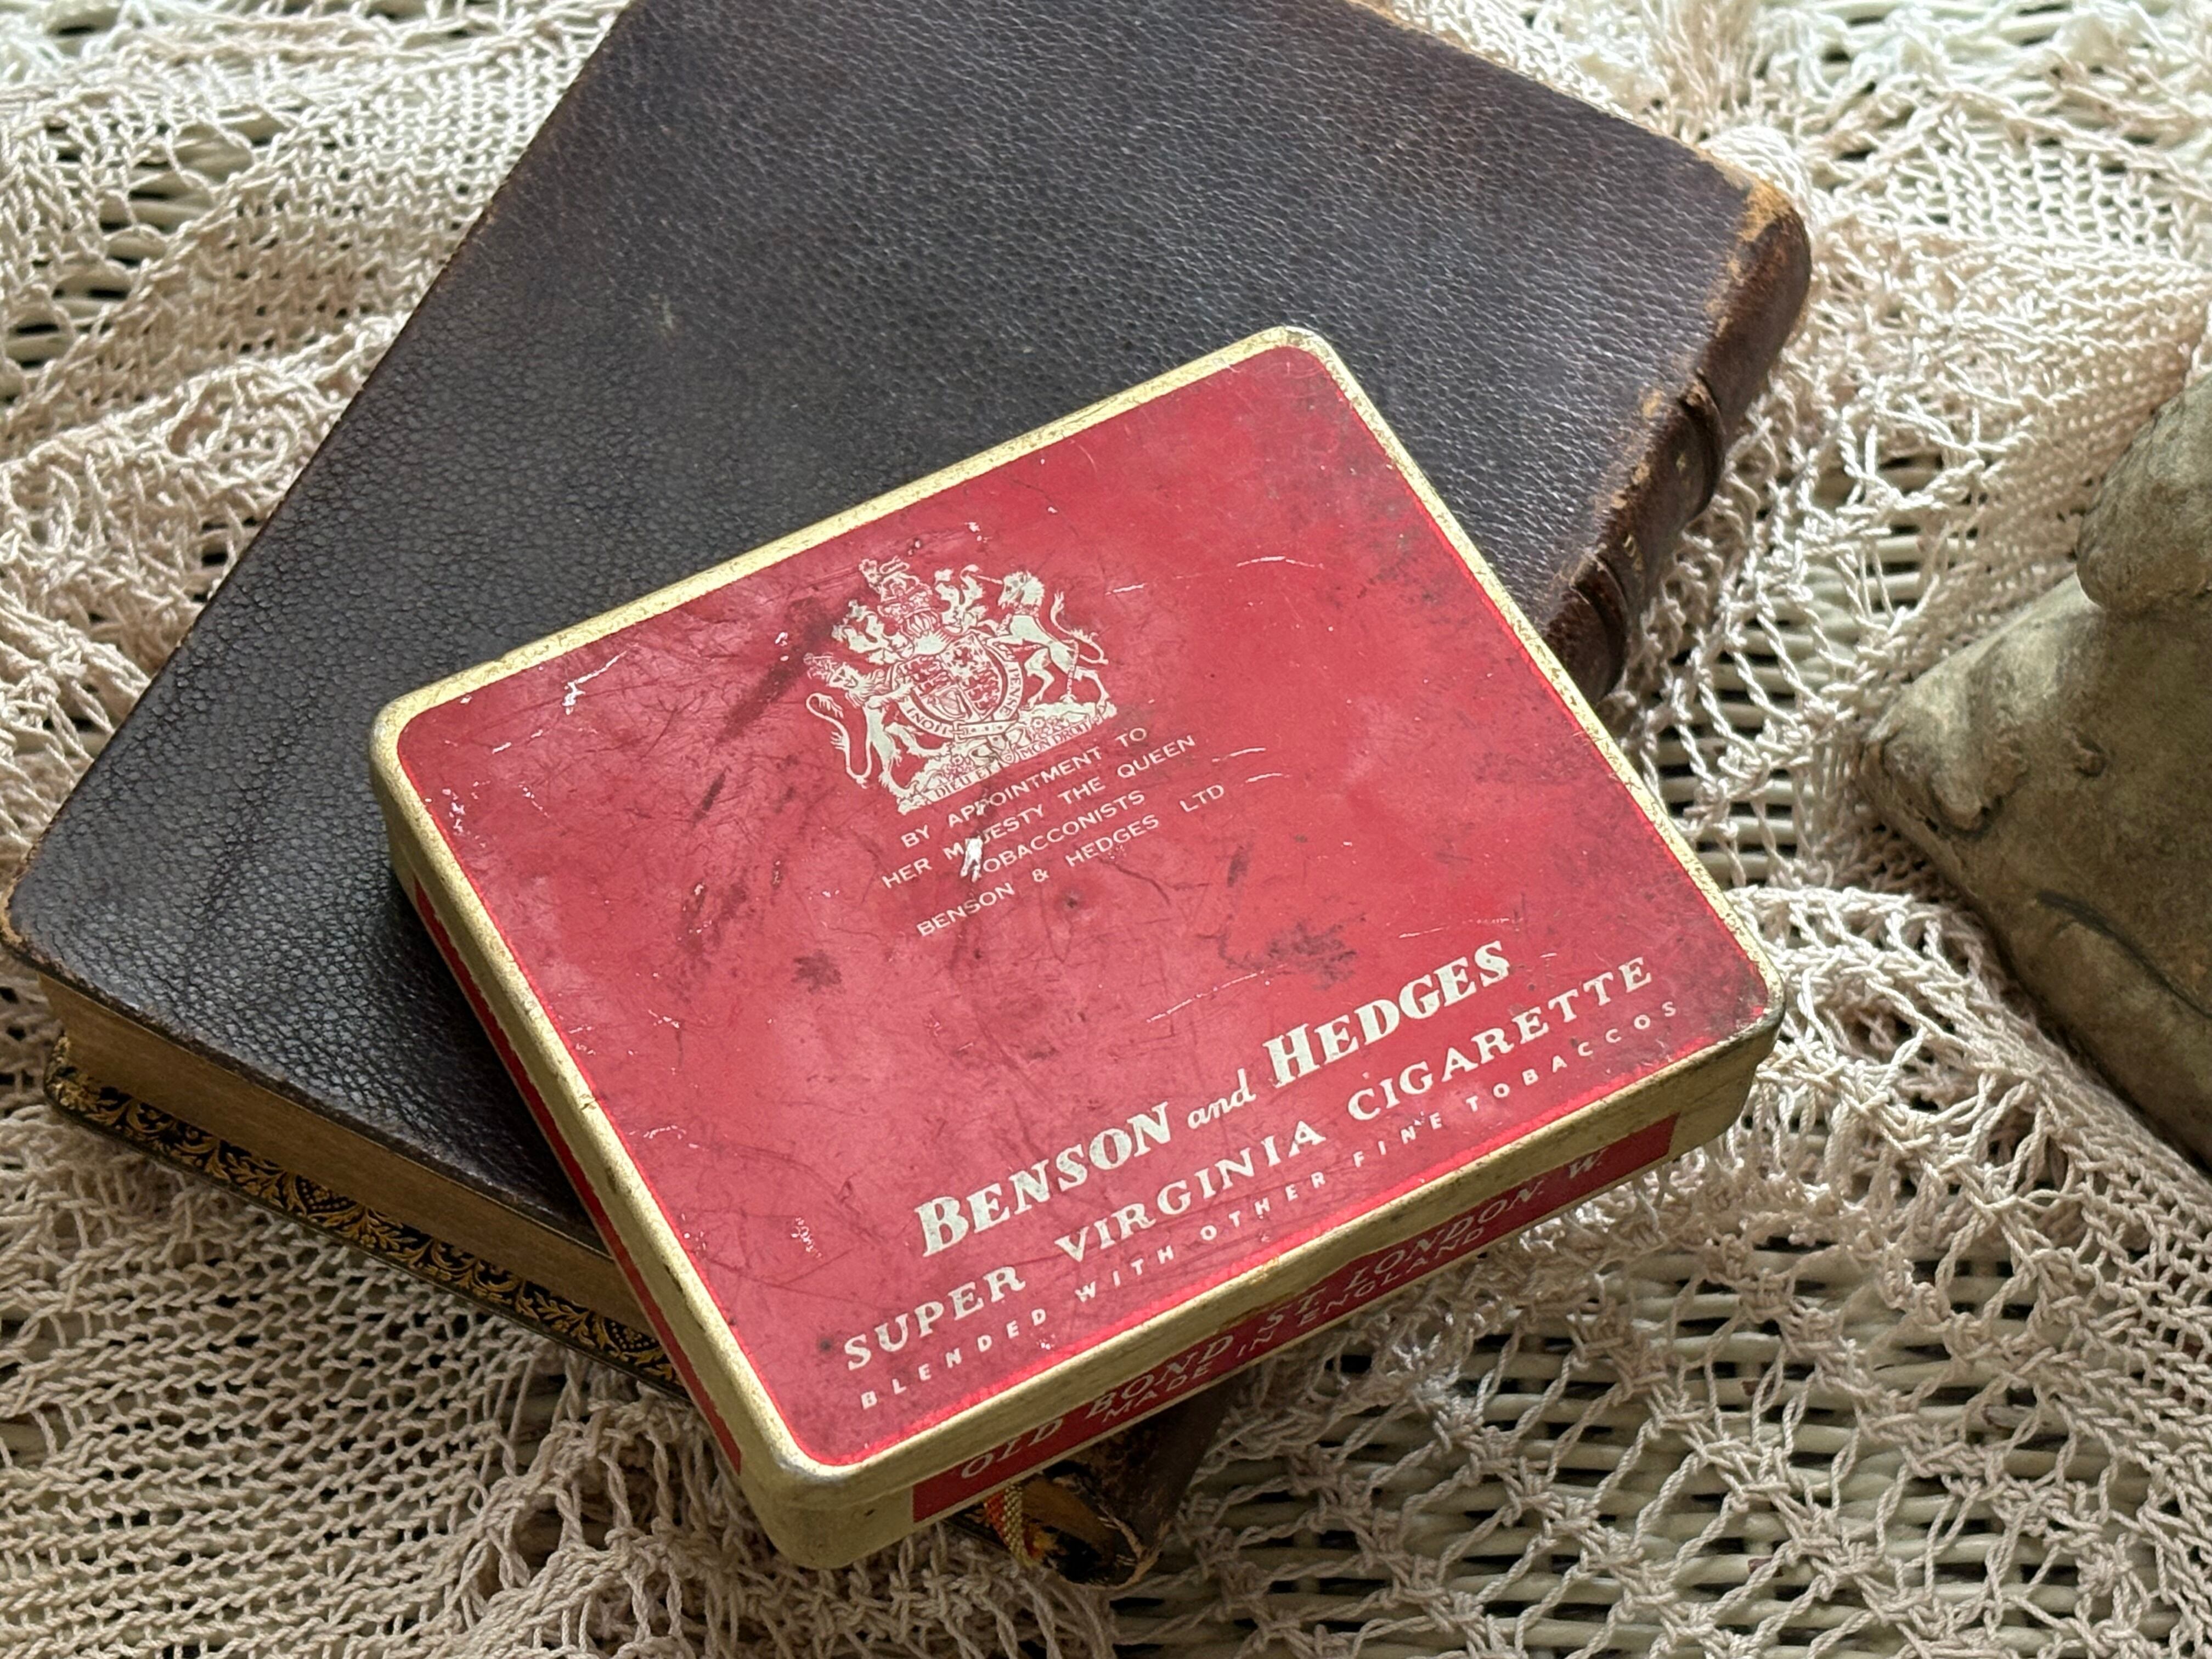 BY APPOINTMENT TO
HER MAJESTY THE QUEEN
TOBACCONISTS
BENSON & HEDGES LTD
BENSON and HEDGES
SUPER VIRGINIA CIGARETTE
BLENDED WITH OTHER FINE TOBACCOS
OLD BOND ST. LONDON. W.
MADE IN ENGLAND